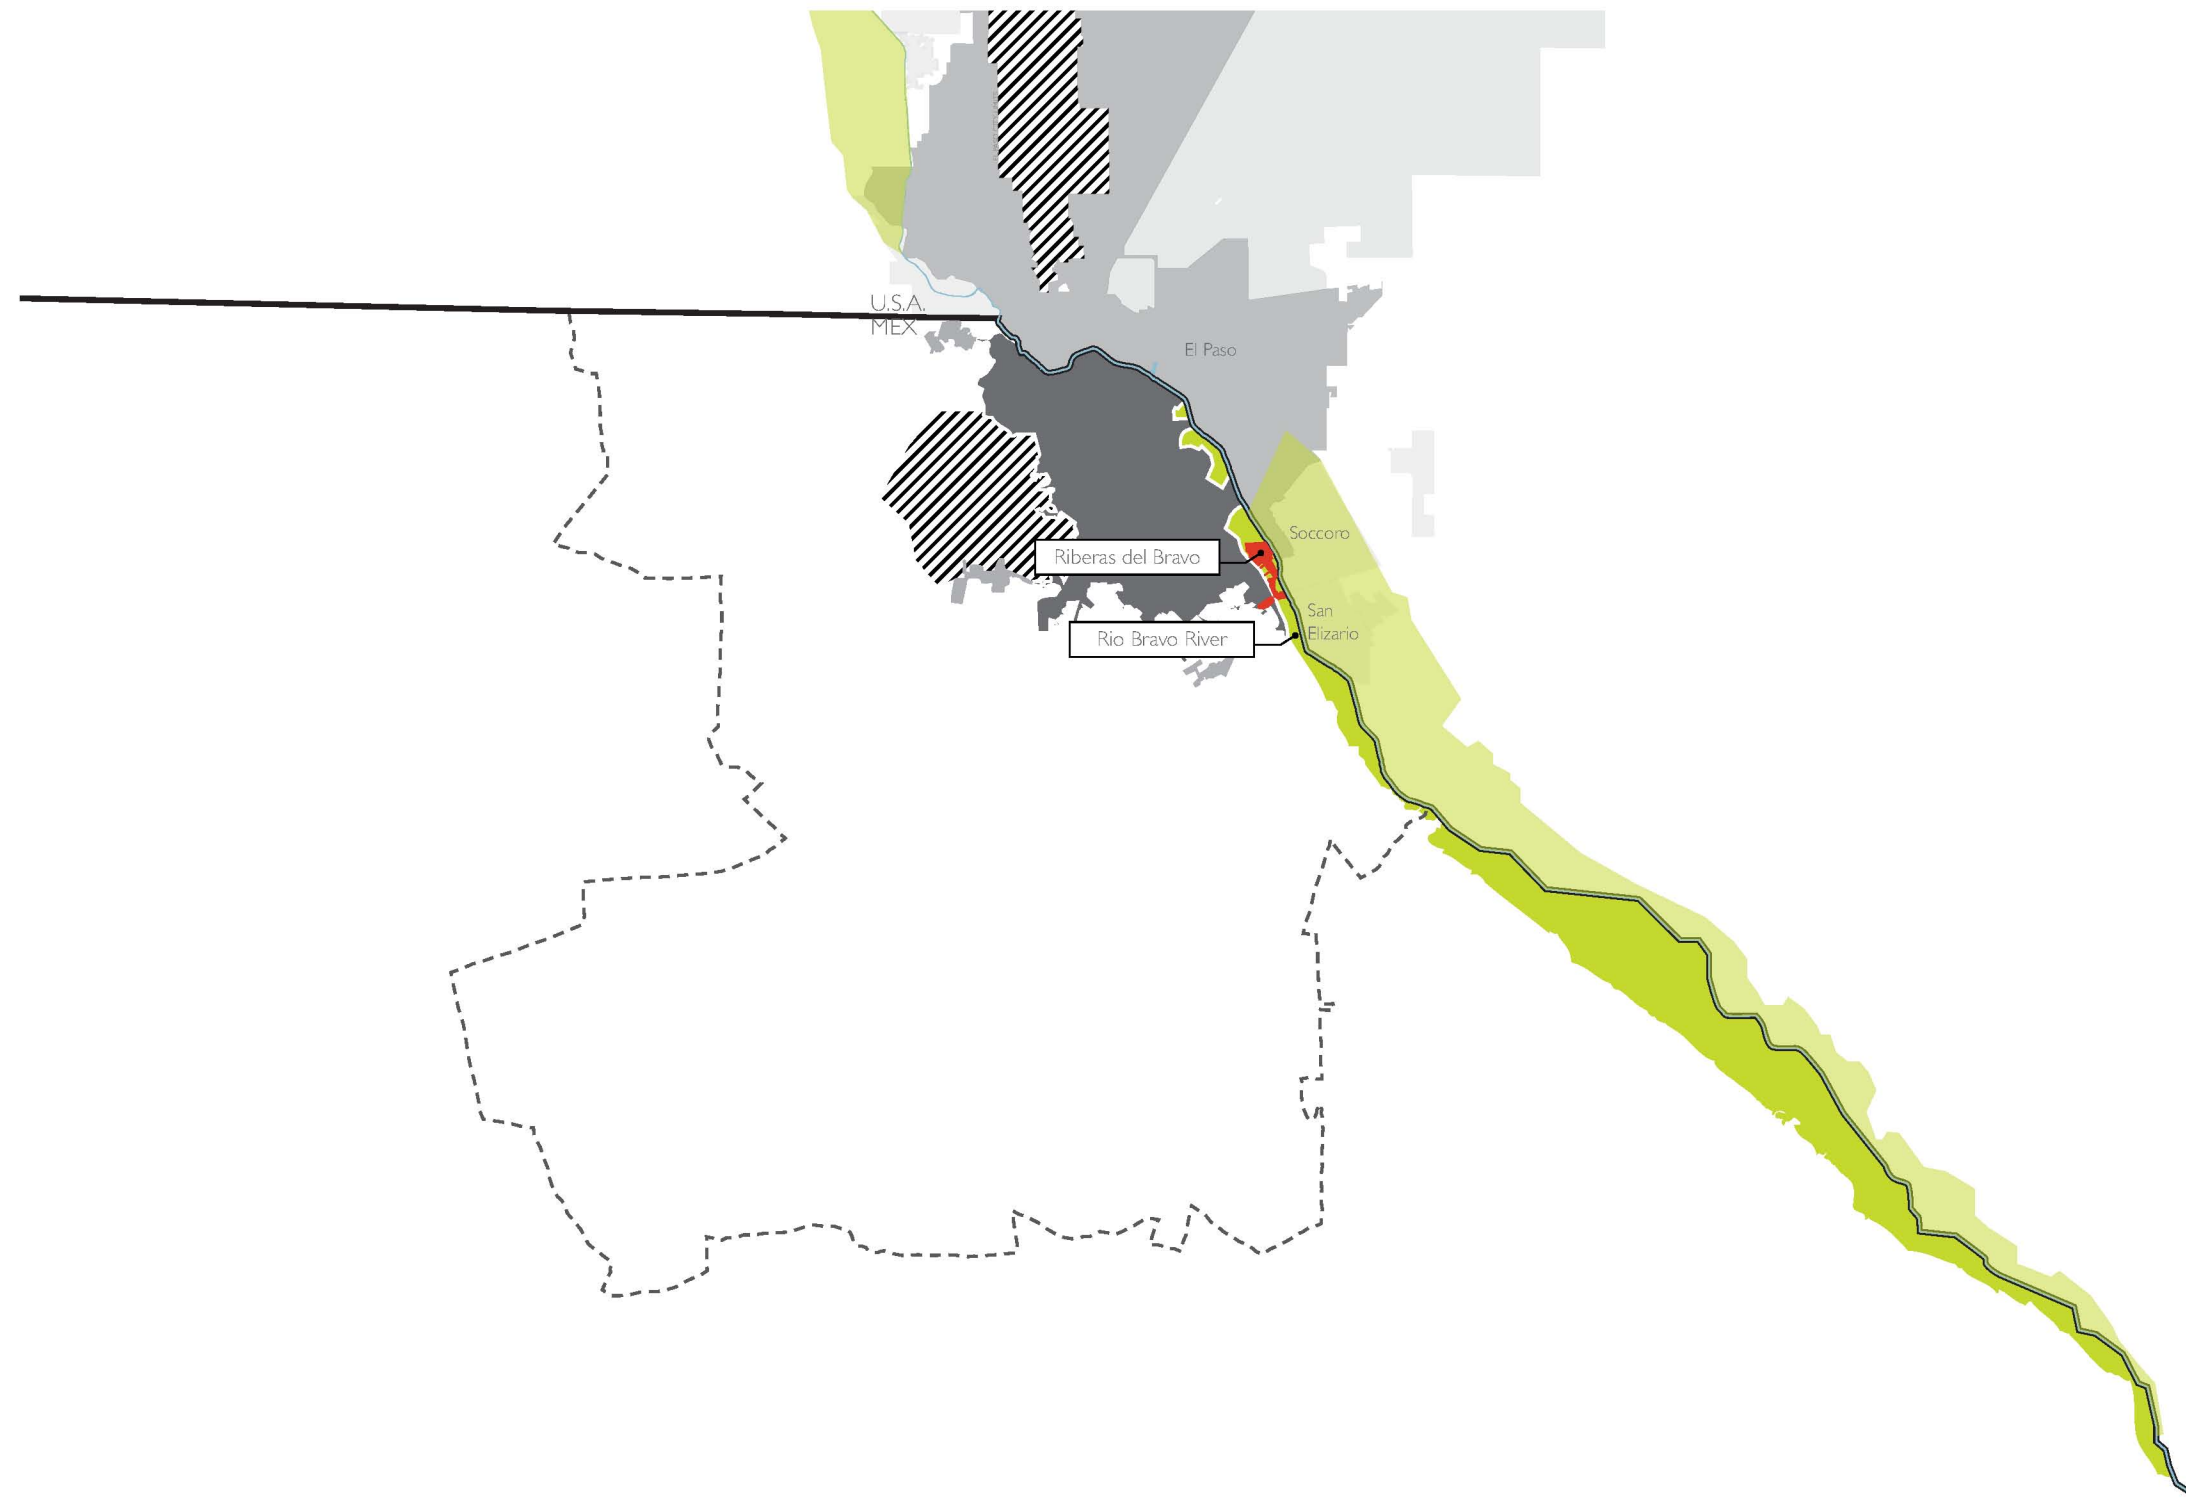 U.S.A.
MEX
El Paso
Soccoro
Riberas del Bravo
San
Elizario
Rio Bravo River